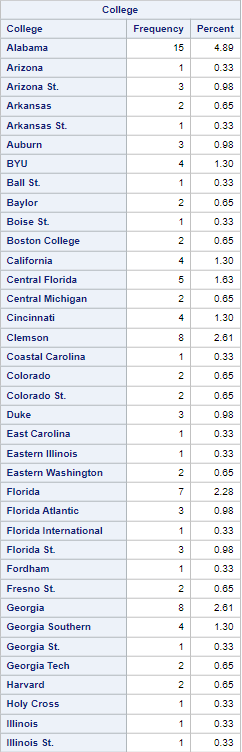 College
College Frequency Percent
Alabama 15 4.89
Arizona 1 0.33
Arizona St. 3 0.98
Arkansas 2 0.65
Arkansas St. 1 0.33
Auburn 3 0.98
BYU 4 1.30
Ball St. 1 0.33
Baylor 2 0.65
Boise St. 1 0.33
Boston College 2 0.65
California 4 1.30
Central Florida 5 1.63
Central Michigan 2 0.65
Cincinnati 4 1.30
Clemson 8 2.61
Coastal Carolina 1 0.33
Colorado 2 0.65
Colorado St. 2 0.65
Duke 3 0.98
East Carolina 1 0.33
Eastern Illinois 1 0.33
Eastern Washington 2 0.65
Florida 7 2.28
Florida Atlantic 3 0.98
Florida International 1 0.33
Florida St. 3 0.98
Fordham 1 0.33
Fresno St. 2 0.65
Georgia 8 2.61
Georgia Southern 4 1.30
Georgia St. 1 0.33
Georgia Tech 2 0.65
Harvard 2 0.65
Holy Cross 1 0.33
Illinois 1 0.33
Illinois St. 1 0.33